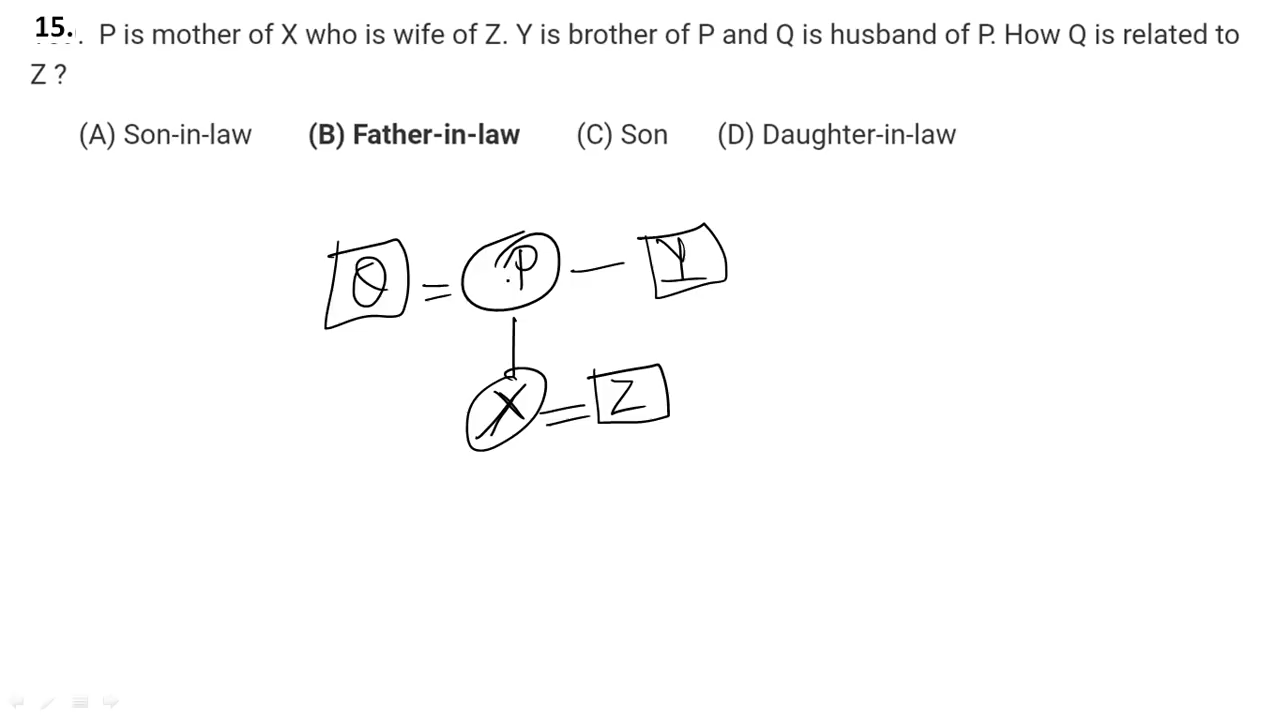 15. P is mother of X who is wife of Z. Y is brother of P and Q is husband of P. How Q is related to
Z ?
(A) Son-in-law (B) Father-in-law (C) Son (D) Daughter-in-law
Q = P — Y
X = Z